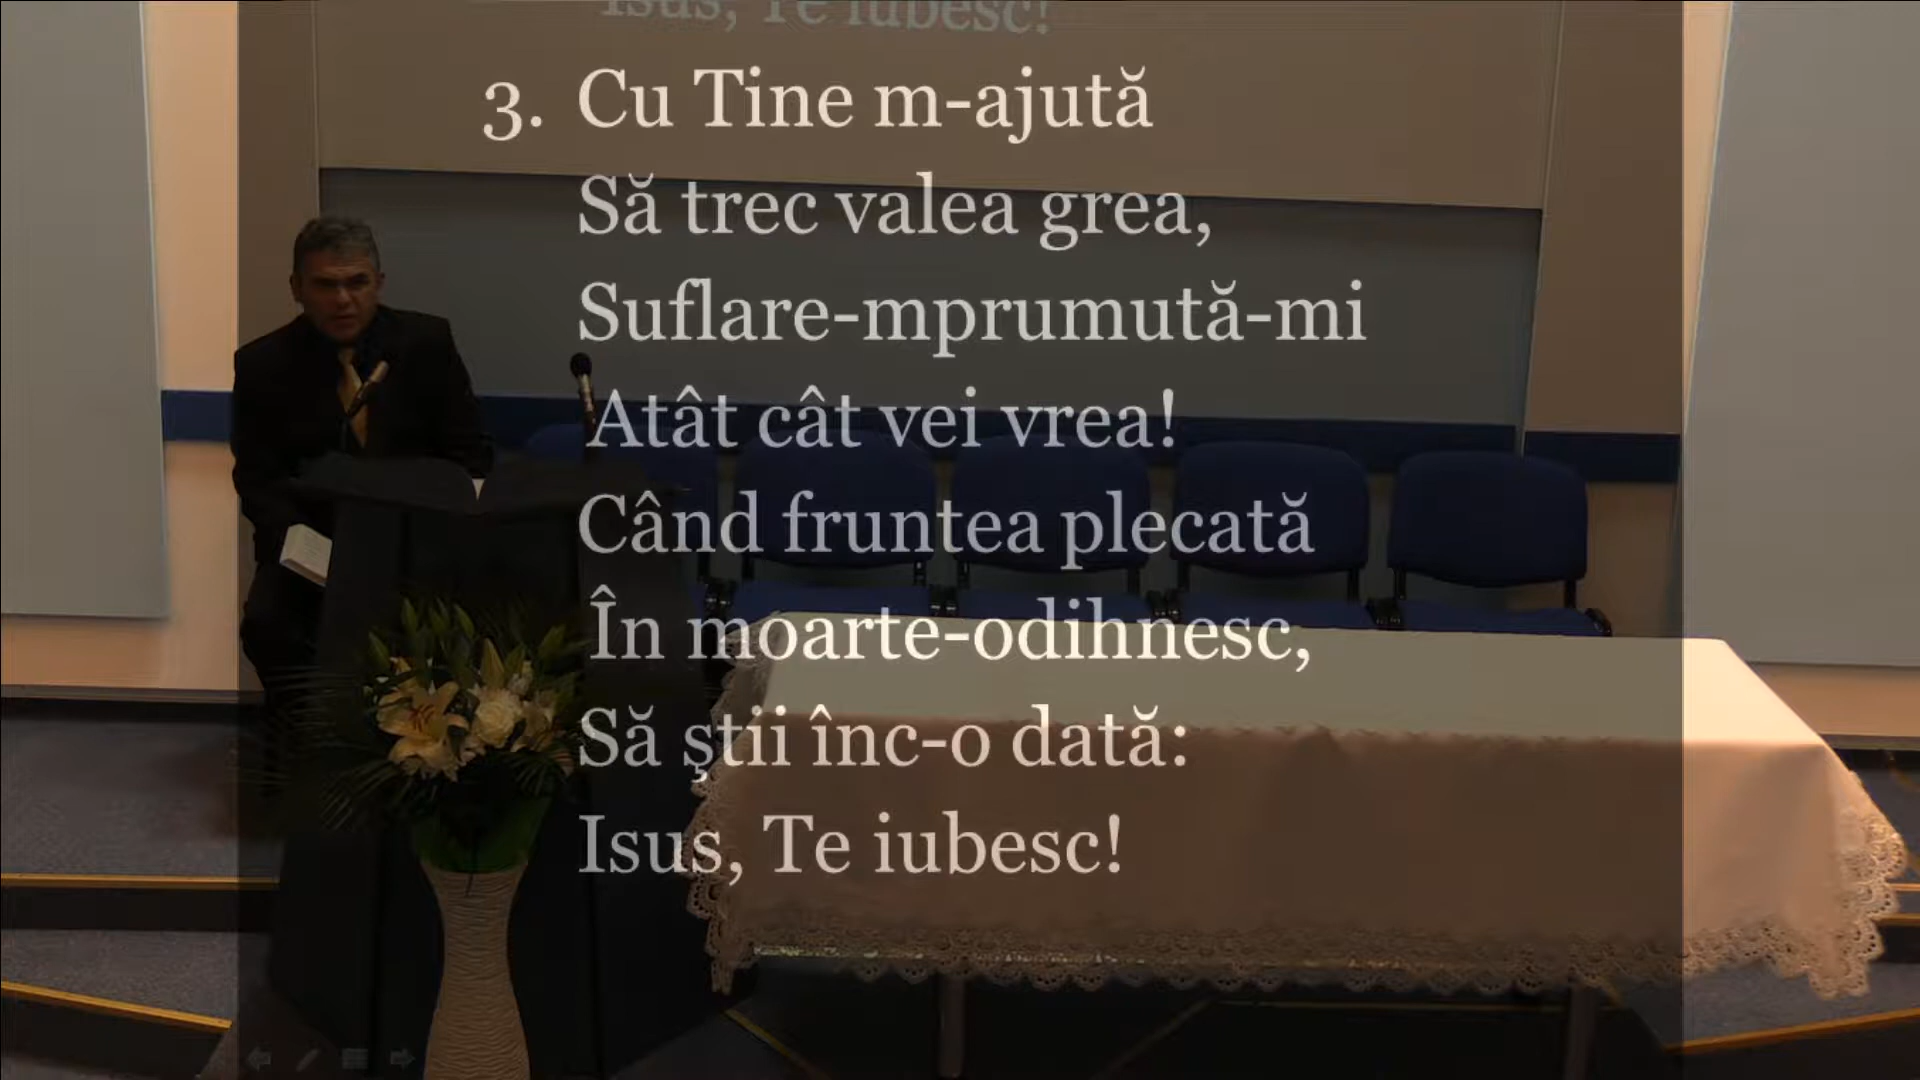 Isus, Te iubesc!
3. Cu Tine m-ajută
Să trec valea grea,
Suflare-mprumută-mi
Atât cât vei vrea!
Când fruntea plecată
În moarte-odihnesc,
Să ştii înc-o dată:
Isus, Te iubesc!